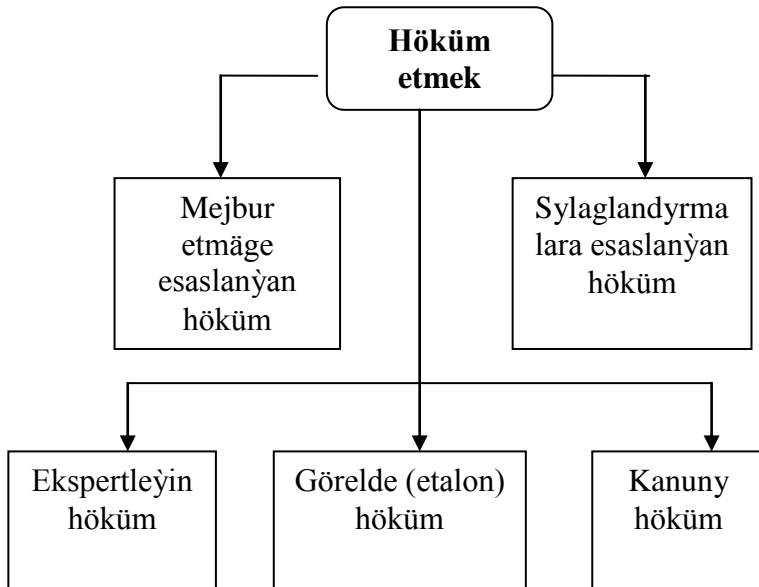 Höküm
etmek
Mejbur
etmäge
esaslanỳan
höküm
Sylaglandyrma
lara esaslanỳan
höküm
Ekspertleỳin
höküm
Görelde (etalon)
höküm
Kanuny
höküm